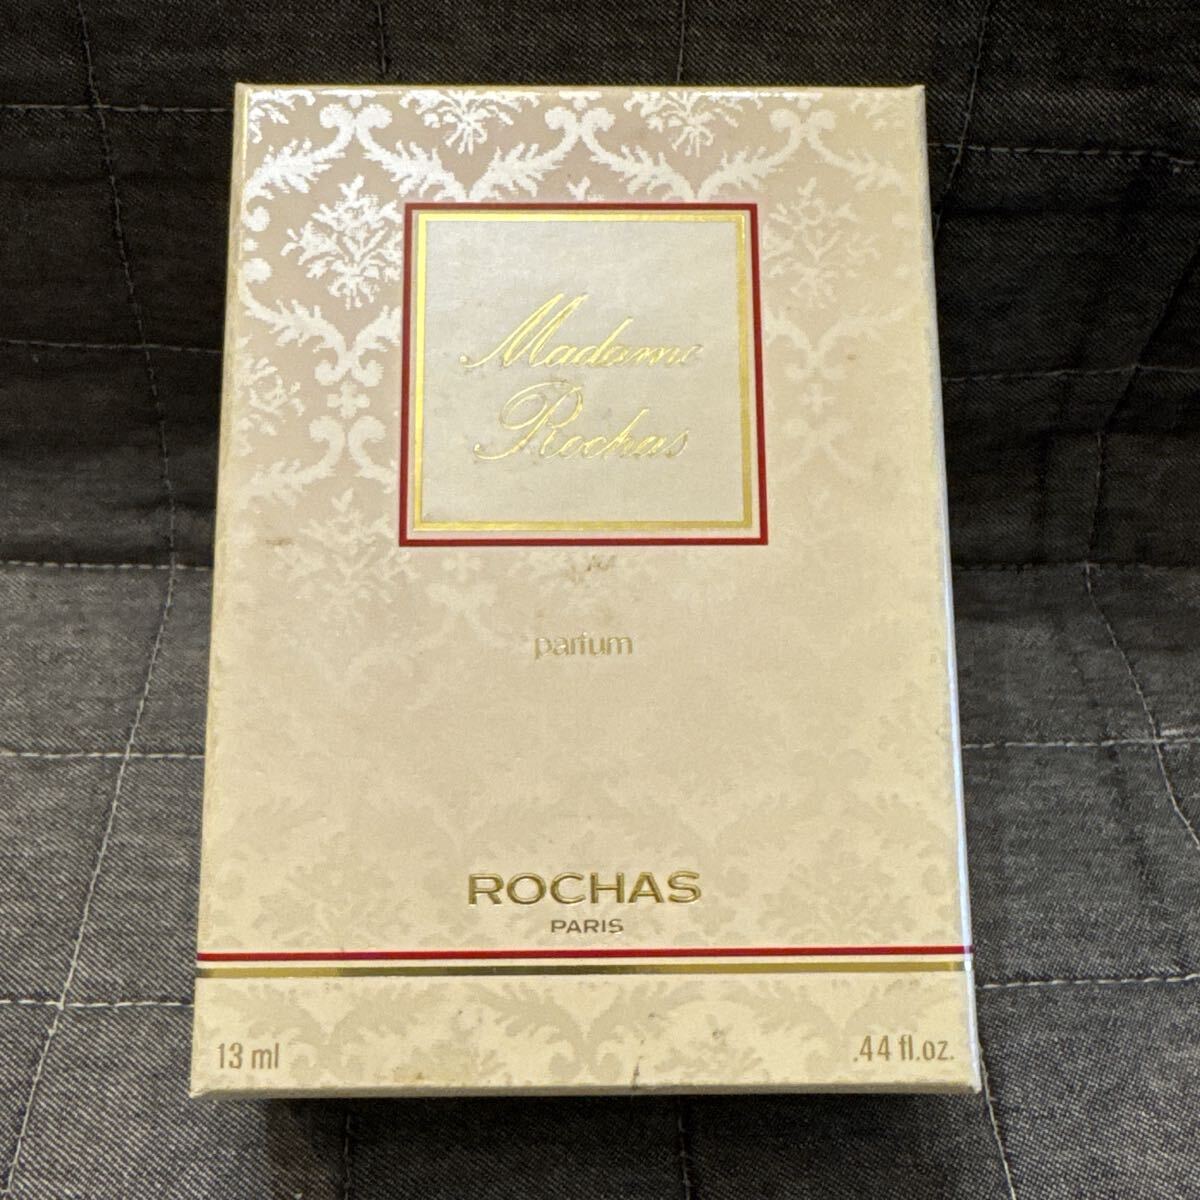 Madame
Rochas
parfum
ROCHAS
PARIS
13 ml
.44 fl.oz.